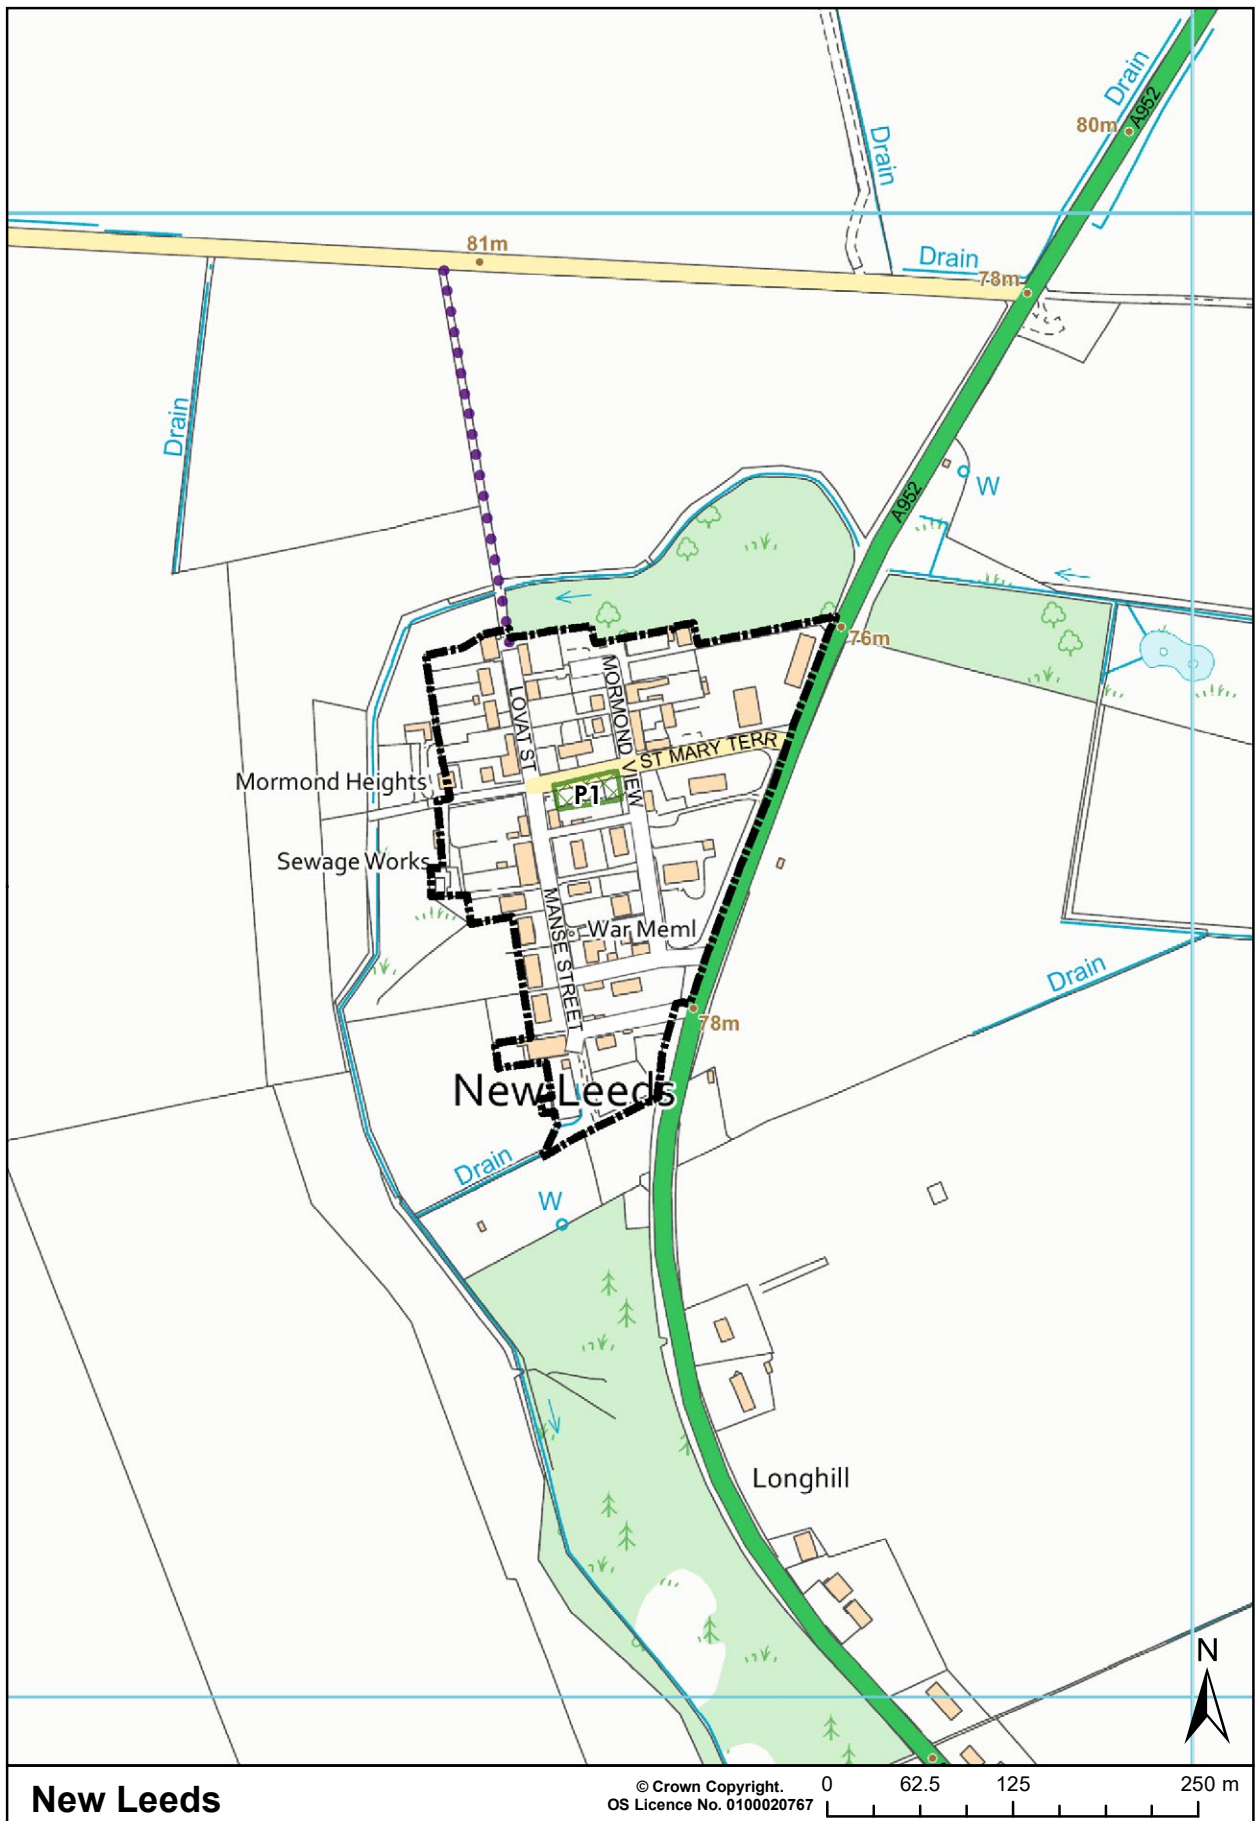 Drain
A952
80m
Drain
81m
Drain
78m
Drain
A952
W
76m
LOVAT ST
MORMOND VIEW
ST MARY TERR
Mormond Heights
P1
Sewage Works
MANSE STREET
War Meml
Drain
78m
New Leeds
Drain
W
Longhill
N
New Leeds
© Crown Copyright.
OS Licence No. 0100020767
0 62.5 125 250 m